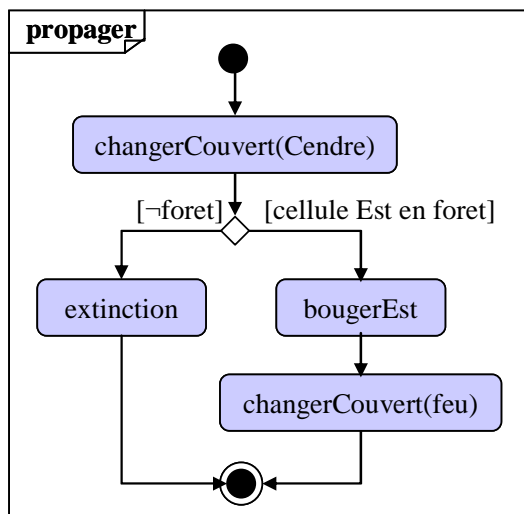 propager
changerCouvert(Cendre)
[¬foret]
[cellule Est en foret]
extinction
bougerEst
changerCouvert(feu)